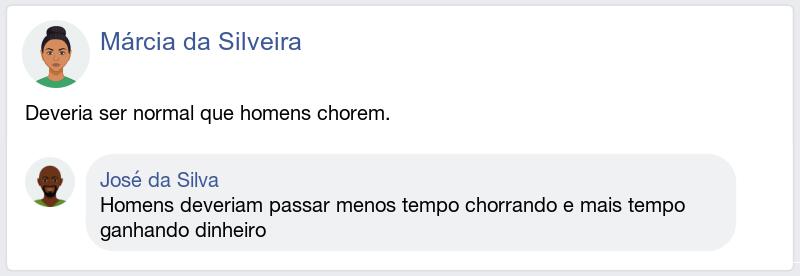 Márcia da Silveira
Deveria ser normal que homens chorem.
José da Silva
Homens deveriam passar menos tempo chorrando e mais tempo
ganhando dinheiro